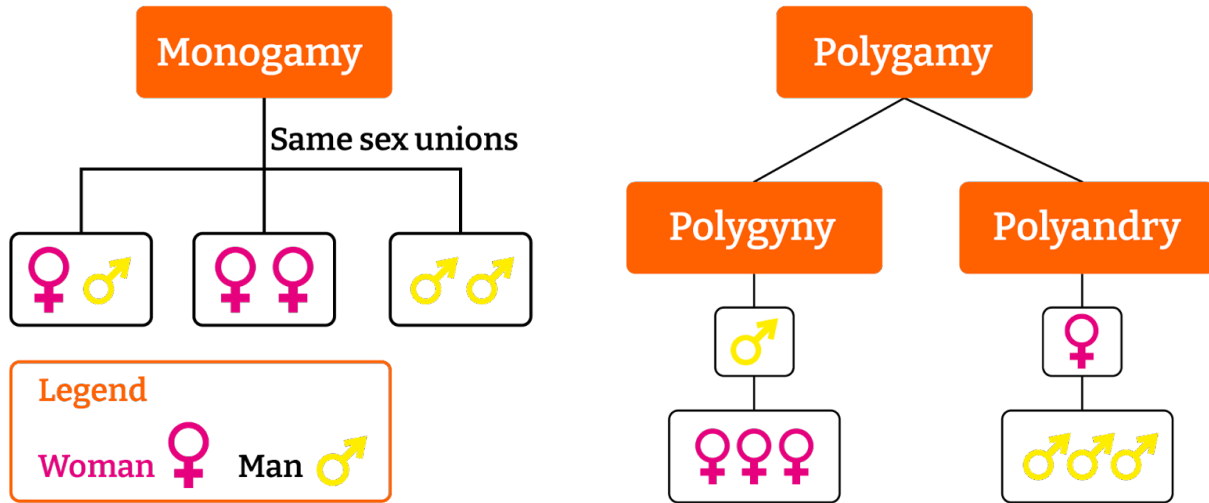 Monogamy
Same sex unions
Legend
Woman Man
Polygamy
Polygyny Polyandry